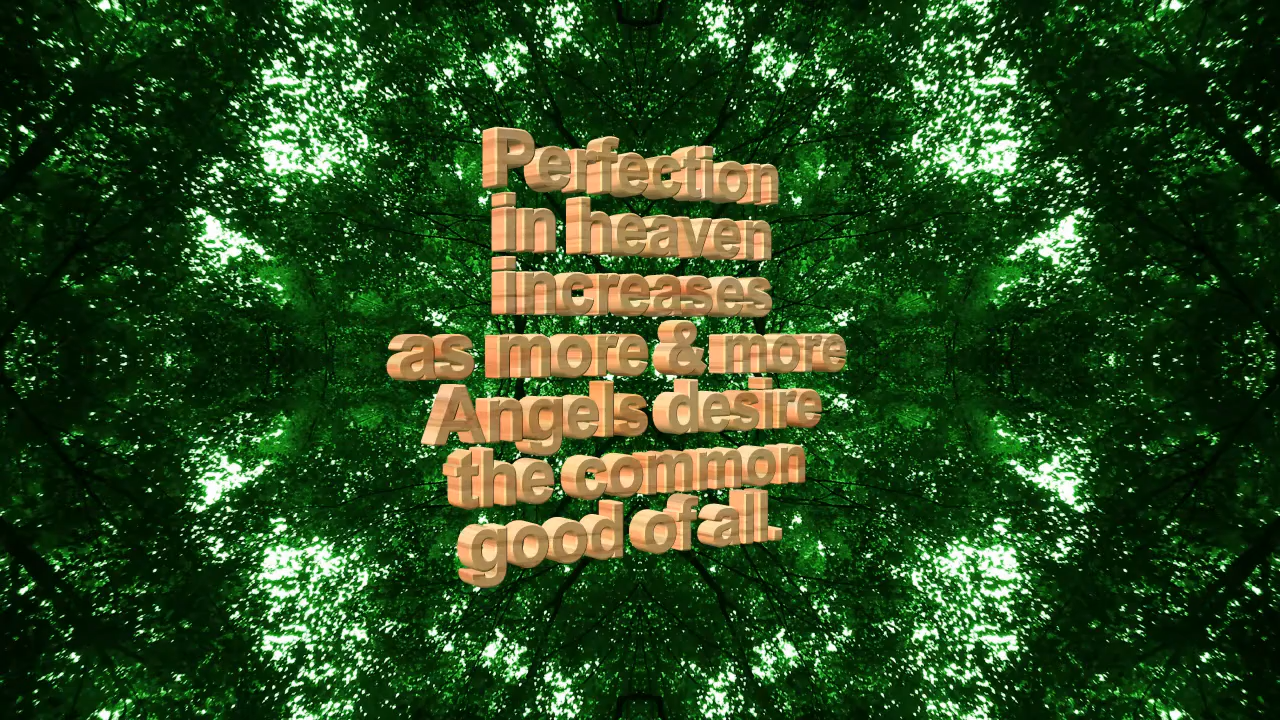 Perfection
in heaven
increases
as more & more
Angels desire
the common
good of all.